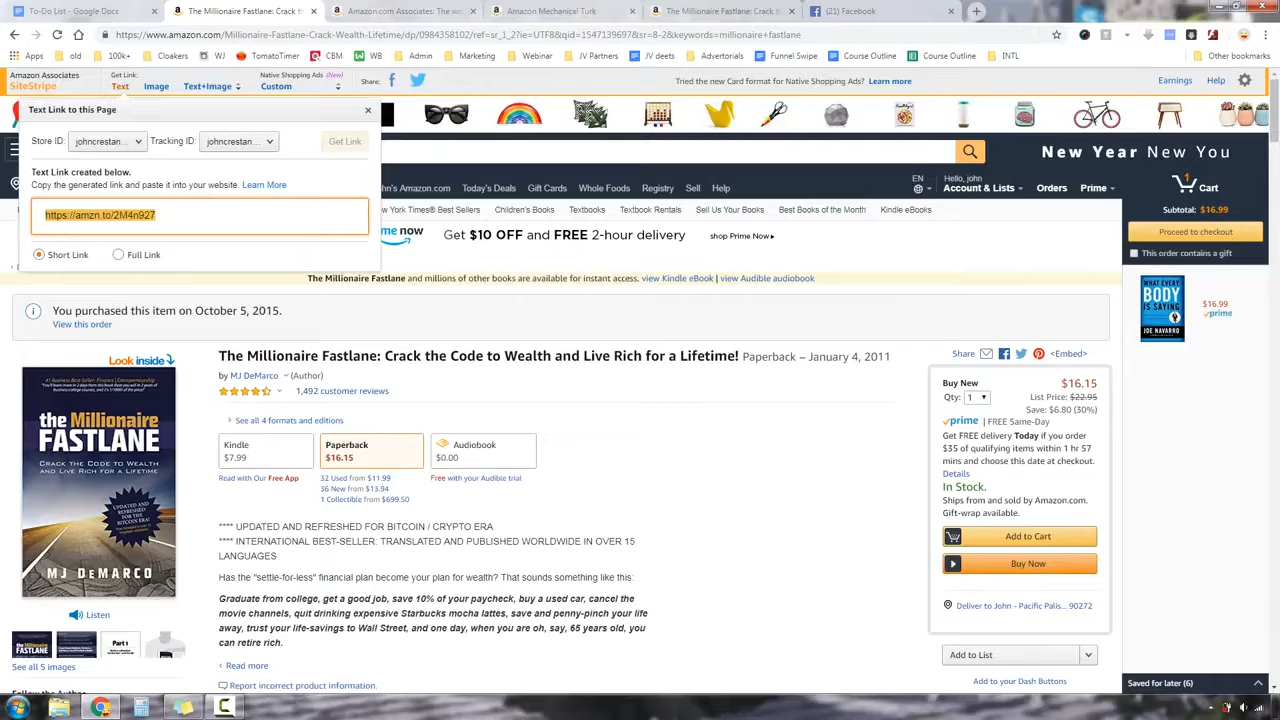 To-Do List - Google Docs
The Millionaire Fastlane: Crack th
Amazon.com Associates: The we
Amazon Mechanical Turk
The Millionaire Fastlane: Crack th
(21) Facebook
https://amazon.com/Millionaire-Fastlane-Crack-Wealth-Lifetime/dp/0984358102/ref=sr_1_2?ie=UTF8&qid=1547139697&sr=8-2&keywords=millionaire+fastlane
Apps
old
100k+
Cloakers
WJ
TomatoTimer
CBM
WB
Admin
Marketing
Webinar
JV Partners
JV deets
Advertorials
Product Outline
Course Outline
Course Outline
INTL
Other bookmarks
Amazon Associates
SiteStripe
Get Link:
Text
Image
Text+Image
Native Shopping Ads (New)
Custom
Share:
Tried the new Card format for Native Shopping Ads? Learn more
Earnings
Help
Text Link to this Page
Store ID: johncrestan...
Tracking ID: johncrestan...
Get Link
Text Link created below.
Copy the generated link and paste it into your website. Learn More
https://amzn.to/2M4n927
Short Link
Full Link
New Year New You
hn's Amazon.com
Today's Deals
Gift Cards
Whole Foods
Registry
Sell
Help
EN
Hello, john
Account & Lists
Orders
Prime
1
Cart
York Times® Best Sellers
Children's Books
Textbooks
Textbook Rentals
Sell Us Your Books
Best Books of the Month
Kindle eBooks
Subtotal: $16.99
Proceed to checkout
This order contains a gift
me now
Get $10 OFF and FREE 2-hour delivery
shop Prime Now ▸
The Millionaire Fastlane and millions of other books are available for instant access. view Kindle eBook | view Audible audiobook
WHAT EVERY
BODY
IS SAYING
JOE NAVARRO
$16.99
prime
You purchased this item on October 5, 2015.
View this order
Look inside
The Millionaire Fastlane: Crack the Code to Wealth and Live Rich for a Lifetime! Paperback – January 4, 2011
by MJ DeMarco (Author)
1,492 customer reviews
See all 4 formats and editions
Kindle
$7.99
Paperback
$16.15
Audiobook
$0.00
Read with Our Free App
32 Used from $11.99
36 New from $13.94
1 Collectible from $699.50
Free with your Audible trial
the Millionaire
FASTLANE
CRACK THE CODE TO WEALTH
AND LIVE RICH FOR A LIFETIME!
MJ DeMARCO
Listen
Part 1
See all 5 images
Follow the Author
**** UPDATED AND REFRESHED FOR BITCOIN / CRYPTO ERA
**** INTERNATIONAL BEST-SELLER: TRANSLATED AND PUBLISHED WORLDWIDE IN OVER 15
LANGUAGES
Has the "settle-for-less" financial plan become your plan for wealth? That sounds something like this:
Graduate from college, get a good job, save 10% of your paycheck, buy a used car, cancel the
movie channels, quit drinking expensive Starbucks mocha lattes, save and penny-pinch your life
away, trust your life-savings to Wall Street, and one day, when you are oh, say, 65 years old, you
can retire rich.
Read more
Report incorrect product information.
Share
<Embed>
Buy New
$16.15
Qty: 1
List Price: $22.95
Save: $6.80 (30%)
prime | FREE Same-Day
Get FREE delivery Today if you order
$35 of qualifying items within 1 hr 57
mins and choose this date at checkout.
Details
In Stock.
Ships from and sold by Amazon.com.
Gift-wrap available.
Add to Cart
Buy Now
Deliver to John - Pacific Palis... 90272
Add to List
Add to your Dash Buttons
Saved for later (6)